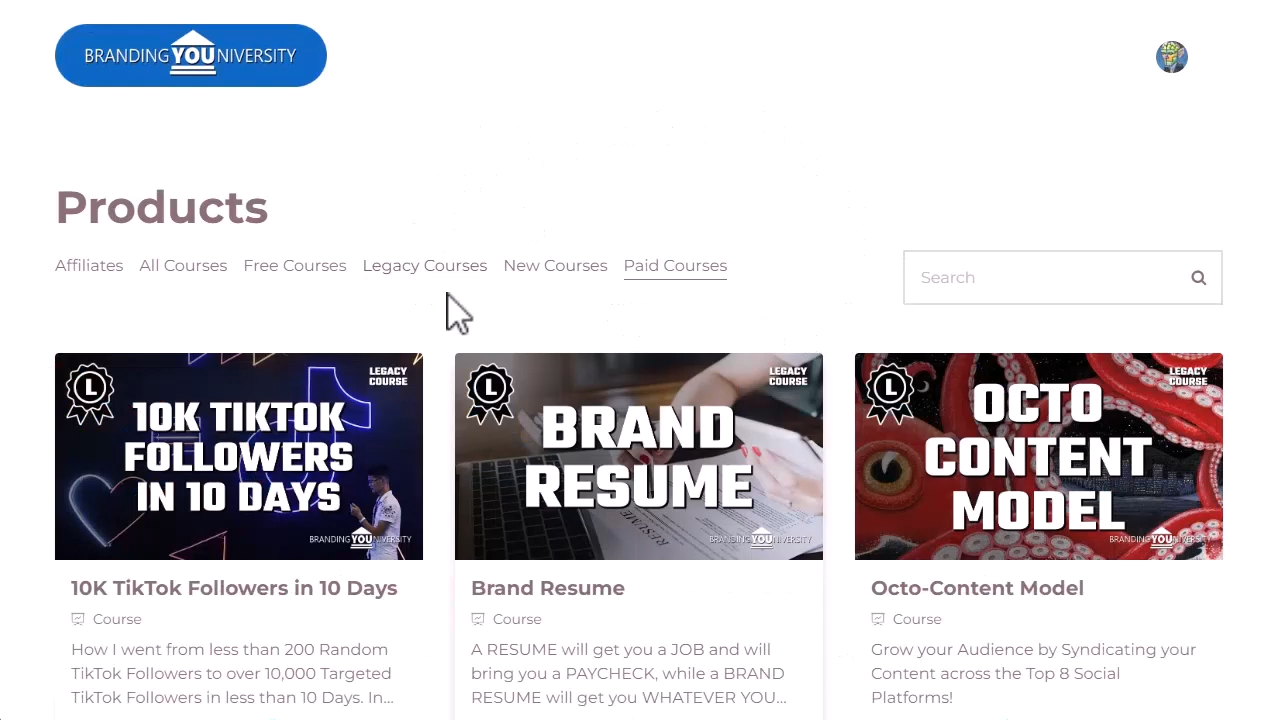 BRANDING YOU NIVERSITY
Products
Affiliates All Courses Free Courses Legacy Courses New Courses Paid Courses
Search
L
LEGACY
COURSE
10K TIKTOK
FOLLOWERS
IN 10 DAYS
BRANDING YOU NIVERSITY
10K TikTok Followers in 10 Days
Course
How I went from less than 200 Random
TikTok Followers to over 10,000 Targeted
TikTok Followers in less than 10 Days. In...
L
LEGACY
COURSE
BRAND
RESUME
RESUME
BRANDING YOU NIVERSITY
Brand Resume
Course
A RESUME will get you a JOB and will
bring you a PAYCHECK, while a BRAND
RESUME will get you WHATEVER YOU...
L
LEGACY
COURSE
OCTO
CONTENT
MODEL
BRANDING YOU NIVERSITY
Octo-Content Model
Course
Grow your Audience by Syndicating your
Content across the Top 8 Social
Platforms!